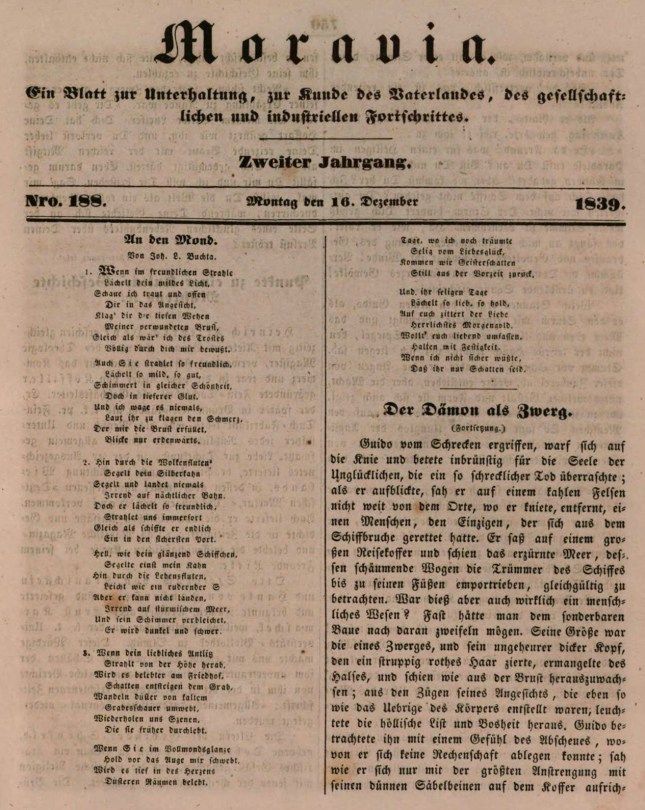 Moravia.
Ein Blatt zur Unterhaltung, zur Kunde des Vaterlandes, des gesellschaft-
lichen und industriellen Fortschrittes.
Zweiter Jahrgang.
Nro. 188.
Montag den 16. Dezember
1839.
An den Mond.
Von Joh. L. Buchta.
1. Wenn im freundlichen Strahle
Lächelt dein mildes Licht,
Schaue ich traut und offen
Dir in das Angesicht.
Klag' dir die tiefen Wehen
Meiner verwundeten Brust,
Gleich als wär' ich des Trostes
Völlig durch dich mir bewußt.
Auch Sie strahlet so freundlich,
Lächelt so mild, so gut,
Schimmert in gleicher Schönheit,
Doch in tieferer Glut.
Und ich wage es niemals,
Laut ihr zu klagen den Schmerz,
Der mir die Brust erfüllet,
Blicke nur erdenwärts.
2. Hin durch die Wolkenfluten
Segelt dein Silberkahn
Segelt und landet niemals
Irrend auf nächtlicher Bahn.
Doch er lächelt so freundlich,
Strahlet uns immerfort
Gleich als schiffte er endlich
Ein in den sichersten Port.
Hell, wie dein glänzend Schiffchen,
Segelte einst mein Kahn
Hin durch die Lebensfluten,
Leicht wie ein rudernder S
Aber er kann nicht landen,
Irrend auf stürmischem Meer,
Und sein Schimmer verbleichet,
Er wird dunkel und schwer.
3. Wenn dein liebliches Antlitz
Strahlt von der Höhe herab,
Wird es belebter am Friedhof,
Schatten entsteigen dem Grab,
Wandeln düster von kaltem
Grabesschauer umwebt,
Wiederholen uns Szenen,
Die sie früher durchlebt.
Wenn Sie im Vollmondsglanze
Hold vor das Auge mir schwebt,
Wird es tief in des Herzens
Düsteren Räumen belebt.
Tage, wo ich noch träumte
Selig vom Liebesglück,
Kommen wie Geisterschatten
Still aus der Vorzeit zurück.
Und ihr seligen Tage
Lächelt so lieb, so hold,
Auf euch zittert der Liebe
Herrlichstes Morgengold.
Wollt' euch liebend umfassen,
Halten mit Festigkeit,
Wenn ich nicht sicher wüßte,
Daß ihr nur Schatten seid.
Der Dämon als Zwerg.
(Fortsetzung.)
Guido vom Schrecken ergriffen, warf sich auf
die Knie und betete inbrünstig für die Seele der
Unglücklichen, die ein so schrecklicher Tod überraschte;
als er aufblickte, sah er auf einem kahlen Felsen
nicht weit von dem Orte, wo er kniete, entfernt, ei-
nen Menschen, den Einzigen, der sich aus dem
Schiffbruche gerettet hatte. Er saß auf einem gro-
ßen Reisekoffer und schien das erzürnte Meer, des-
sen schäumende Wogen die Trümmer des Schiffes
bis zu seinen Füßen emportrieben, gleichgültig zu
betrachten. War dieß aber auch wirklich ein mensch-
liches Wesen? Fast hätte man dem sonderbaren
Baue nach daran zweifeln mögen. Seine Größe war
die eines Zwerges, und sein ungeheurer dicker Kopf,
den ein struppig rothes Haar zierte, ermangelte des
Halses, und schien wie aus der Brust herauszuwach-
sen; aus den Zügen seines Angesichts, die eben so
wie das Uebrige des Körpers entstellt waren, leuch-
tete die höllische List und Bosheit heraus. Guido be-
trachtete ihn mit einem Gefühl des Abscheues, wo-
von er sich keine Rechenschaft ablegen konnte; sah
wie er sich nur mit der größten Anstrengung mit
seinen dünnen Säbelbeinen auf dem Koffer aufrich-